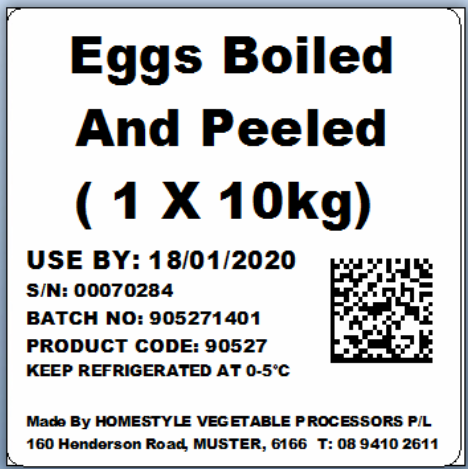 Eggs Boiled
And Peeled
( 1 X 10kg)
USE BY: 18/01/2020
S/N: 00070284
BATCH NO: 905271401
PRODUCT CODE: 90527
KEEP REFRIGERATED AT 0-5°C
Made By HOMESTYLE VEGETABLE PROCESSORS P/L
160 Henderson Road, MUSTER, 6166 T: 08 9410 2611